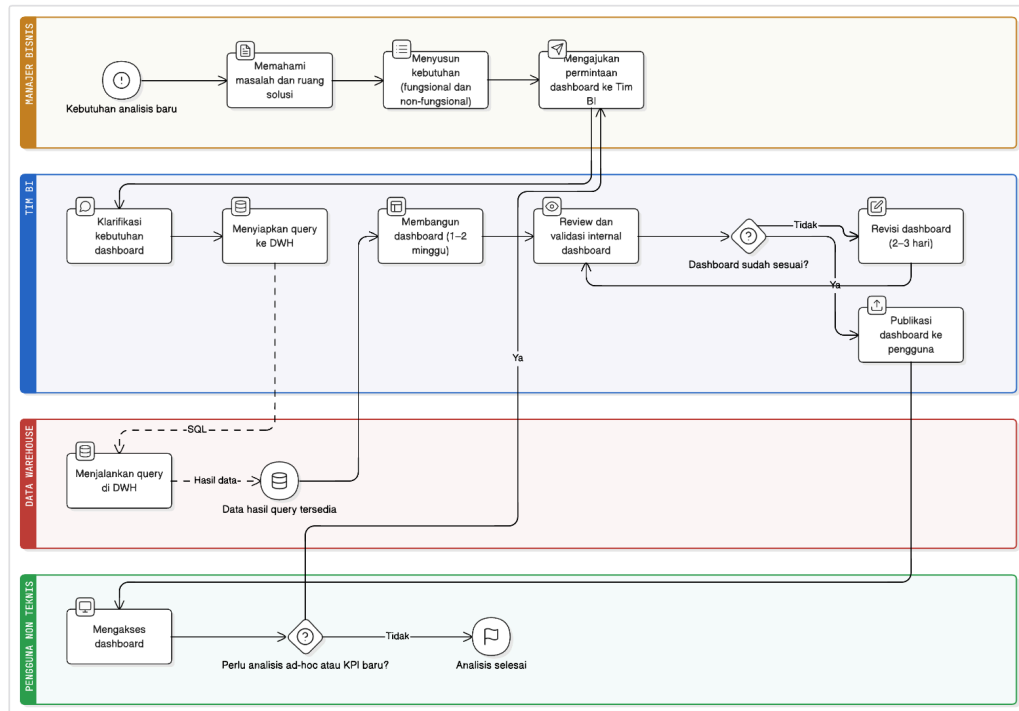 MANAJER BISNIS
Kebutuhan analisis baru
Memahami
masalah dan ruang
solusi
Menyusun
kebutuhan
(fungsional dan
non-fungsional)
Mengajukan
permintaan
dashboard ke Tim
BI
TIM BI
Klarifikasi
kebutuhan
dashboard
Menyiapkan query
ke DWH
Membangun
dashboard (1–2
minggu)
Review dan
validasi internal
dashboard
Dashboard sudah sesuai?
Tidak
Revisi dashboard
(2–3 hari)
Ya
Publikasi
dashboard ke
pengguna
Ya
DATA WAREHOUSE
SQL
Menjalankan query
di DWH
Hasil data
Data hasil query tersedia
PENGGUNA NON TEKNIS
Mengakses
dashboard
Perlu analisis ad-hoc atau KPI baru?
Tidak
Analisis selesai